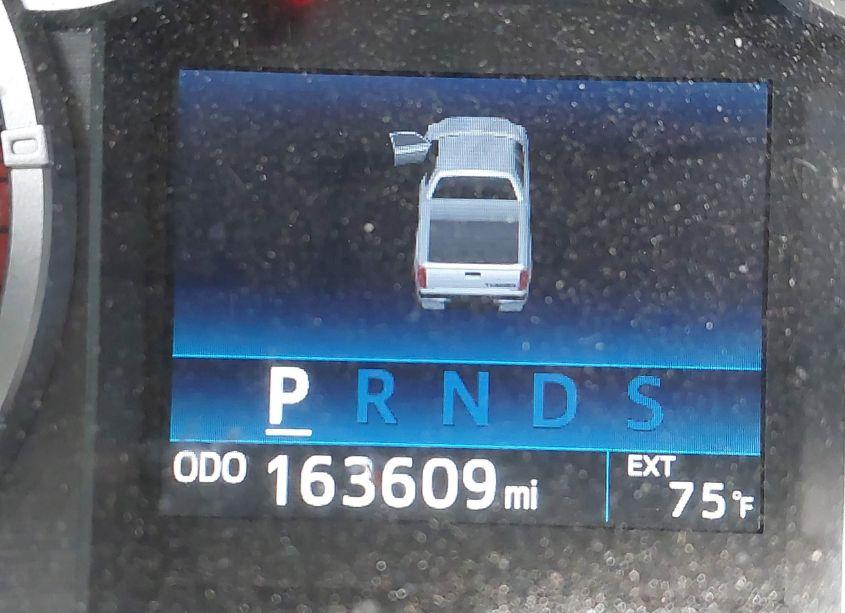 P R N D S
ODO 163609 mi
EXT
75°F